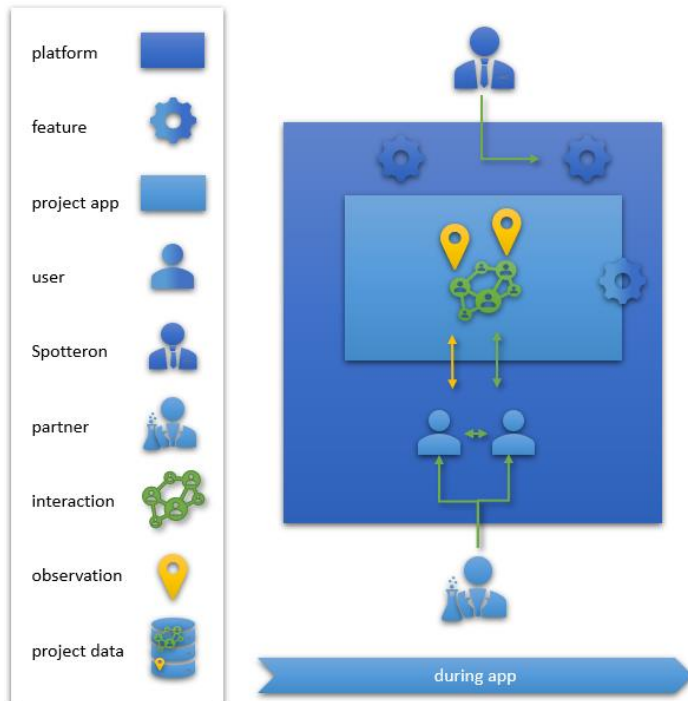 platform
feature
project app
user
Spotteron
partner
interaction
observation
project data
during app